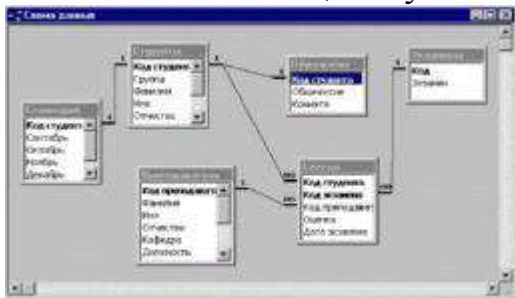 Схема данных
Студенты
Код студента
Группа
Фамилия
Имя
Отчество
Код студента
Общежитие
Комната
Экзамены
Код
Экзамен
Стипендия
Код студента
Сентябрь
Октябрь
Ноябрь
Декабрь
Преподаватели
Код преподават
Фамилия
Имя
Отчество
Кафедра
Должность
Сессия
Код студента
Код экзамена
Код преподават
Оценка
Дата экзамена